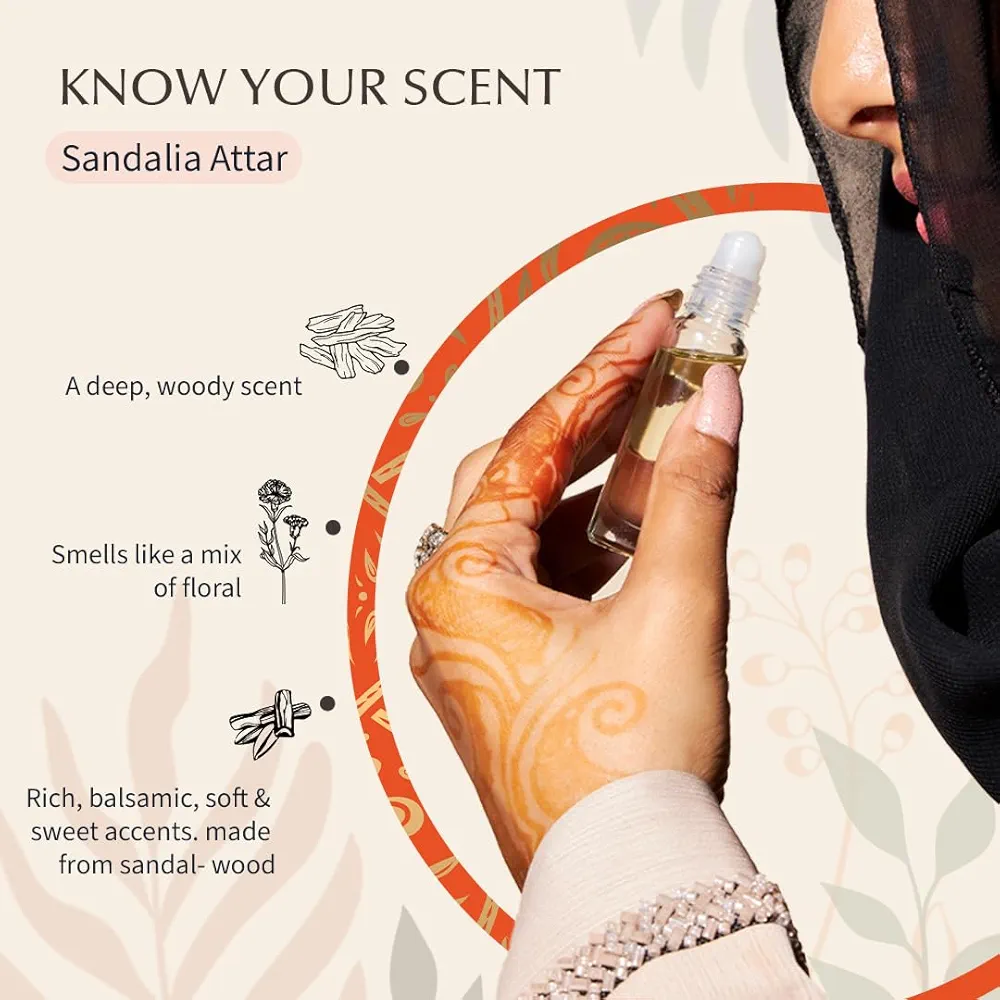 KNOW YOUR SCENT
Sandalia Attar
A deep, woody scent
Smells like a mix
of floral
Rich, balsamic, soft &
sweet accents. made
from sandal- wood